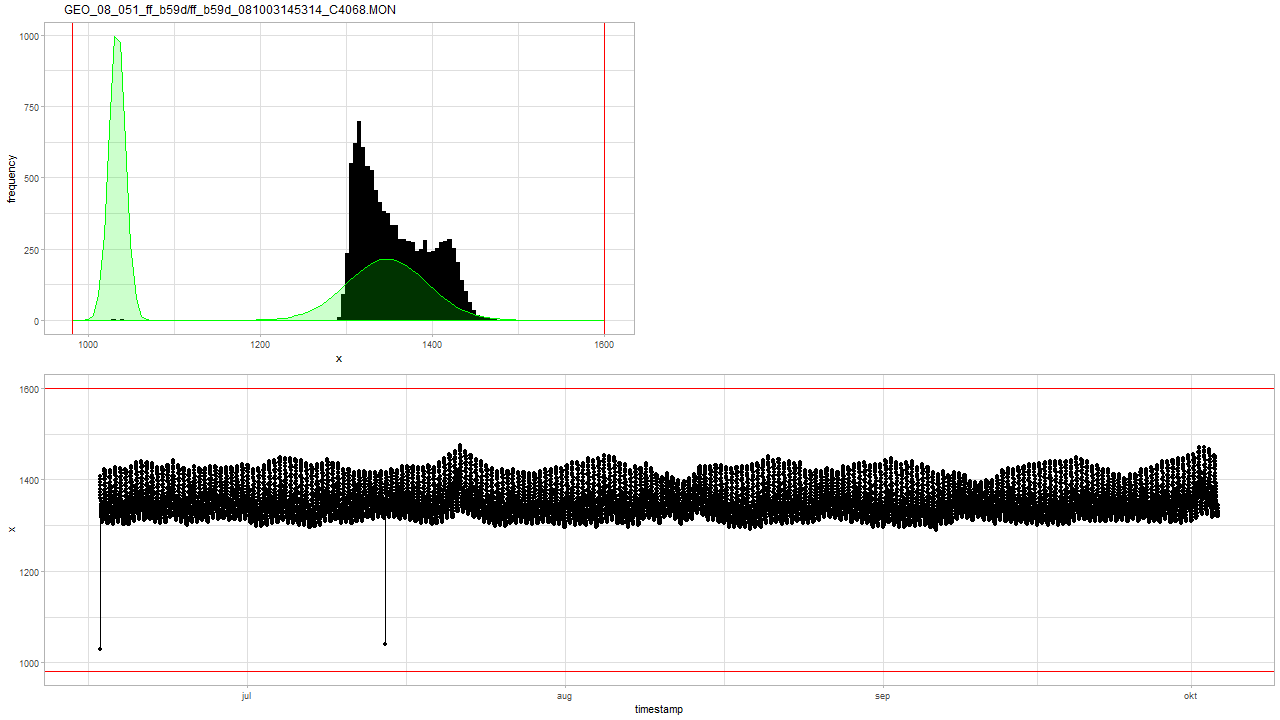 GEO_08_051_ff_b59d/ff_b59d_081003145314_C4068.MON
1000
750
500
250
0
frequency
1000
1200
1400
1600
x
1600
1400
1200
1000
x
jul
aug
sep
okt
timestamp